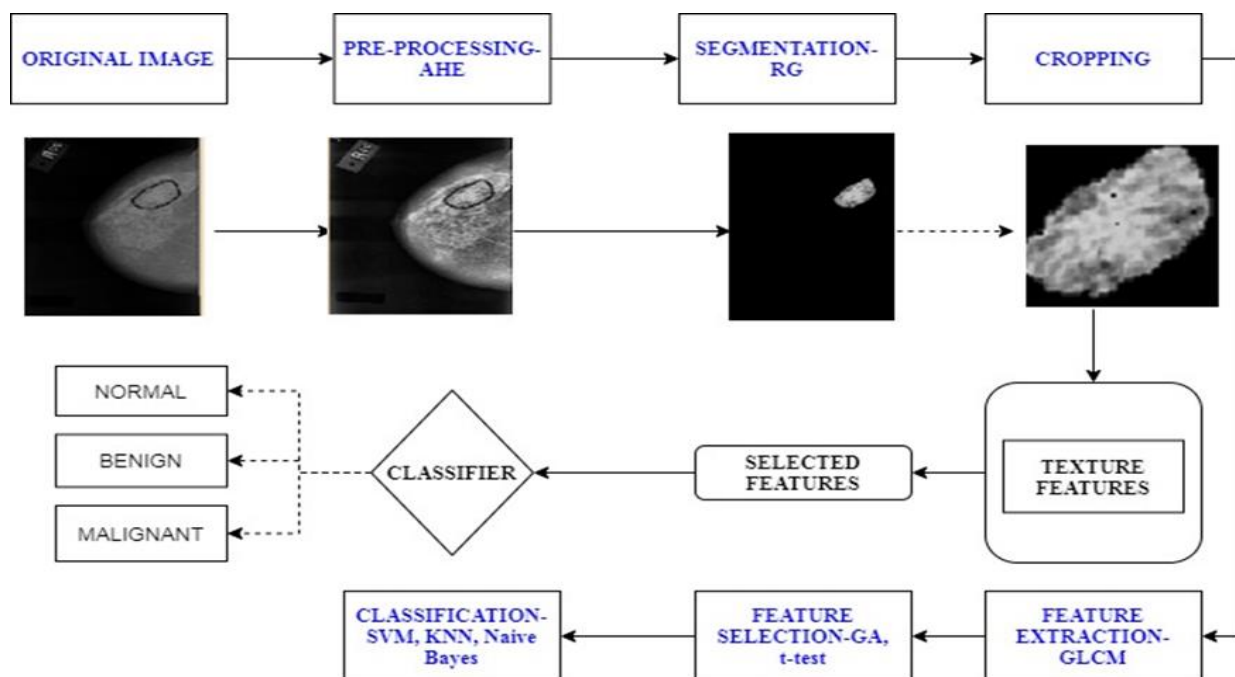 ORIGINAL IMAGE
PRE-PROCESSING-
AHE
SEGMENTATION-
RG
CROPPING
NORMAL
BENIGN
MALIGNANT
CLASSIFIER
SELECTED
FEATURES
TEXTURE
FEATURES
CLASSIFICATION-
SVM, KNN, Naive
Bayes
FEATURE
SELECTION-GA,
t-test
FEATURE
EXTRACTION-
GLCM